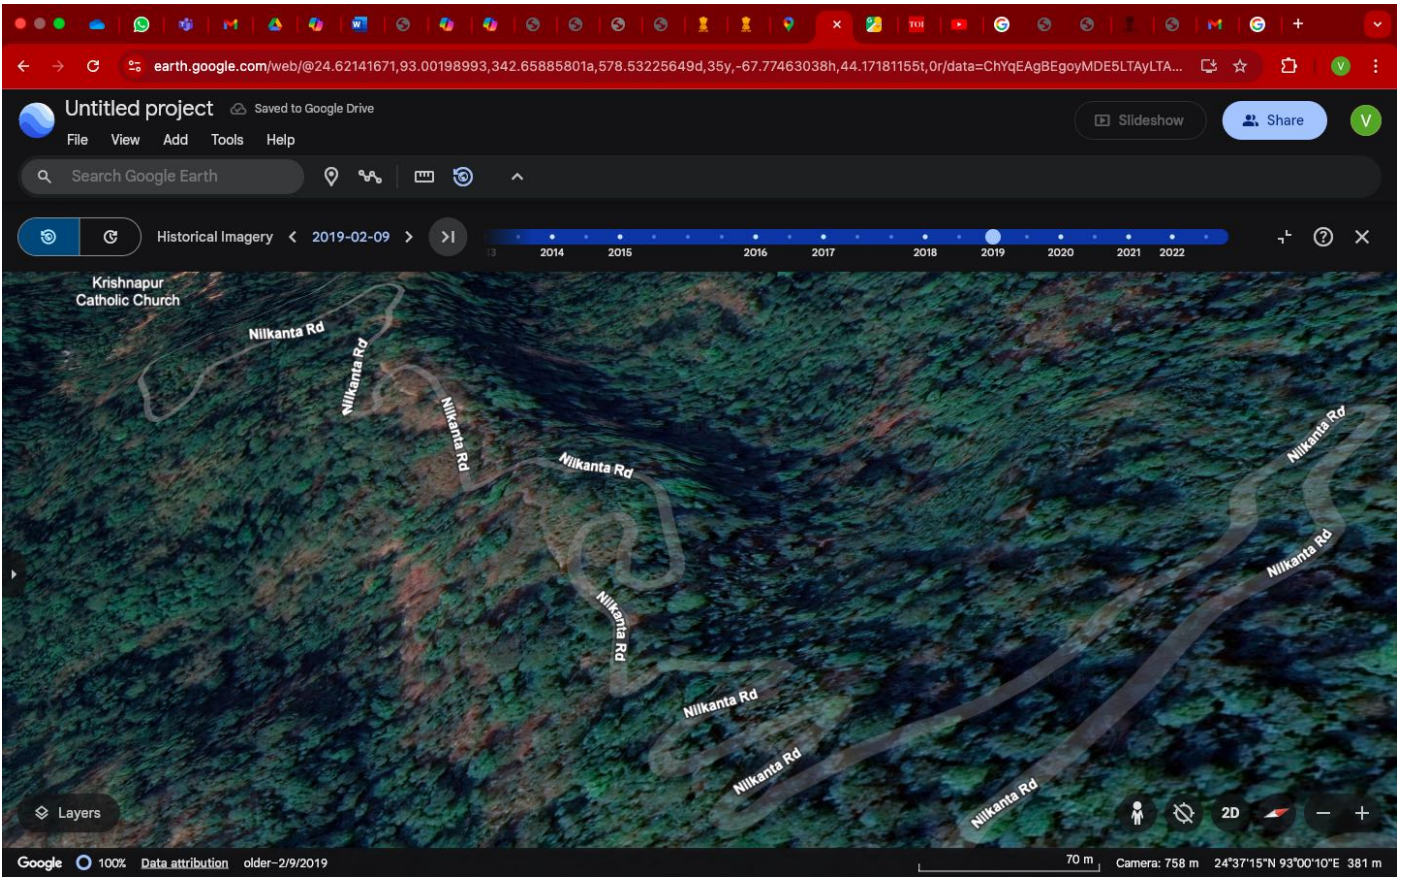 earth.google.com/web/@24.62141671,93.00198993,342.65885801a,578.53225649d,35y,-67.77463038h,44.17181155t,0r/data=ChYqEAgBEgoyMDE5LTAyLTA...
V
Untitled project
Saved to Google Drive
Slideshow
Share
V
File View Add Tools Help
Search Google Earth
Historical Imagery
2019-02-09
2014 2015 2016 2017 2018 2019 2020 2021 2022
Krishnapur
Catholic Church
Nilkanta Rd
Nilkanta Rd
Nilkanta Rd
Nilkanta Rd
Nilkanta Rd
Nilkanta Rd
Nilkanta Rd
Nilkanta Rd
Nilkanta Rd
Nilkanta Rd
Layers
2D
Google
100%
Data attribution
older-2/9/2019
70 m
Camera: 758 m
24°37'15"N 93°00'10"E
381 m